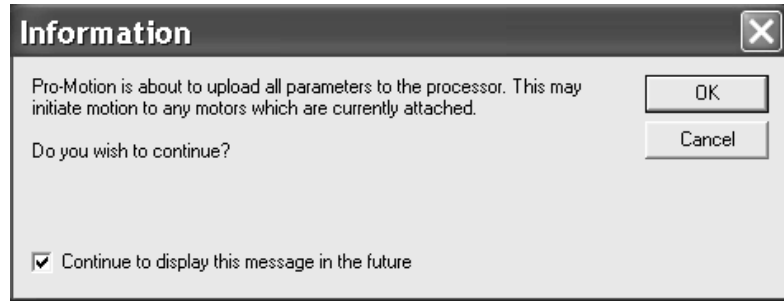 Information
Pro-Motion is about to upload all parameters to the processor. This may
initiate motion to any motors which are currently attached.
Do you wish to continue?
OK
Cancel
Continue to display this message in the future